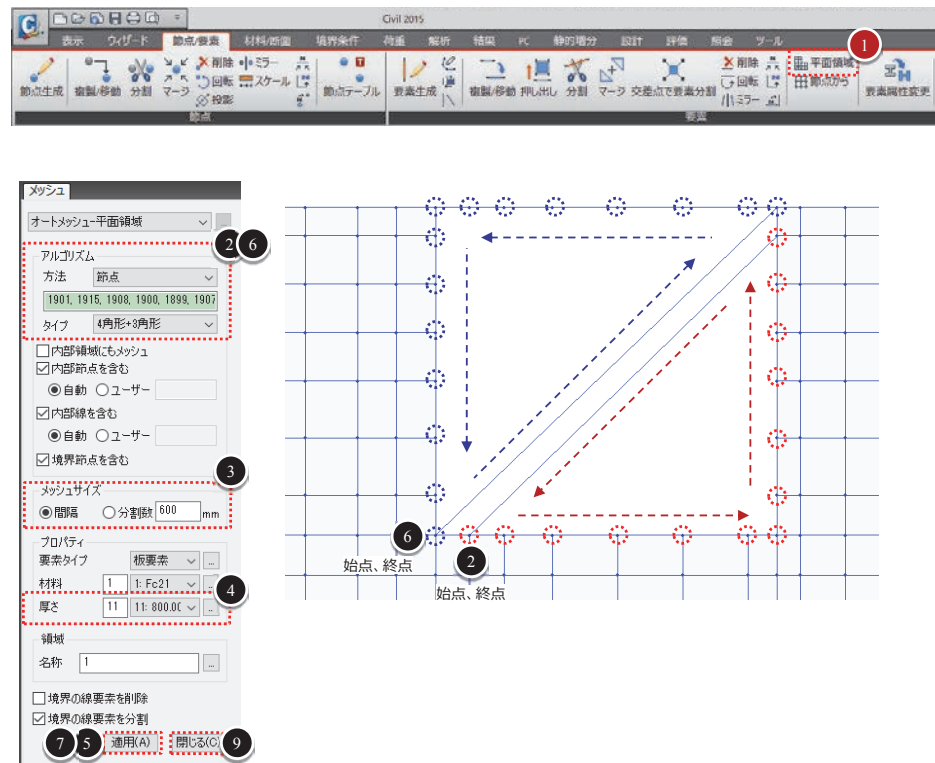 Civil 2015
表示 ウィザード 節点/要素 材料/断面 境界条件 荷重 解析 結果 PC 静的増分 設計 評価 照会 ツール
1
節点生成 複製/移動 分割 マージ 削除 回転 投影 ミラー スケール 節点テーブル 要素生成 複製/移動 押し出し 分割 マージ 交差点で要素分割 削除 回転 ミラー 平面領域 節点から 要素属性変更
節点 要素
メッシュ
オートメッシュ-平面領域
2 6
アルゴリズム
方法 節点
1901, 1915, 1908, 1900, 1899, 1907
タイプ 4角形+3角形
内部領域にもメッシュ
内部節点を含む
自動 ユーザー
内部線を含む
自動 ユーザー
境界節点を含む
3
メッシュサイズ
間隔 分割数 600 mm
プロパティ
要素タイプ 板要素 ...
材料 1 1: Fc21 ...
4
厚さ 11 11: 800.00 ...
領域
名称 1 ...
境界の線要素を削除
境界の線要素を分割
7 5 適用(A) 閉じる(C) 9
6
始点、終点
2
始点、終点